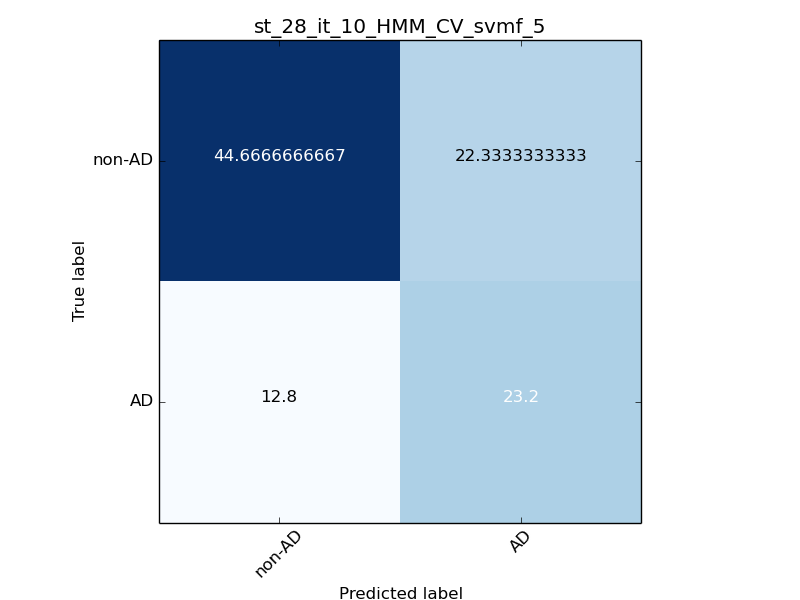 st_28_it_10_HMM_CV_svmf_5
non-AD
44.6666666667
22.3333333333
True label
AD
12.8
23.2
non-AD
AD
Predicted label